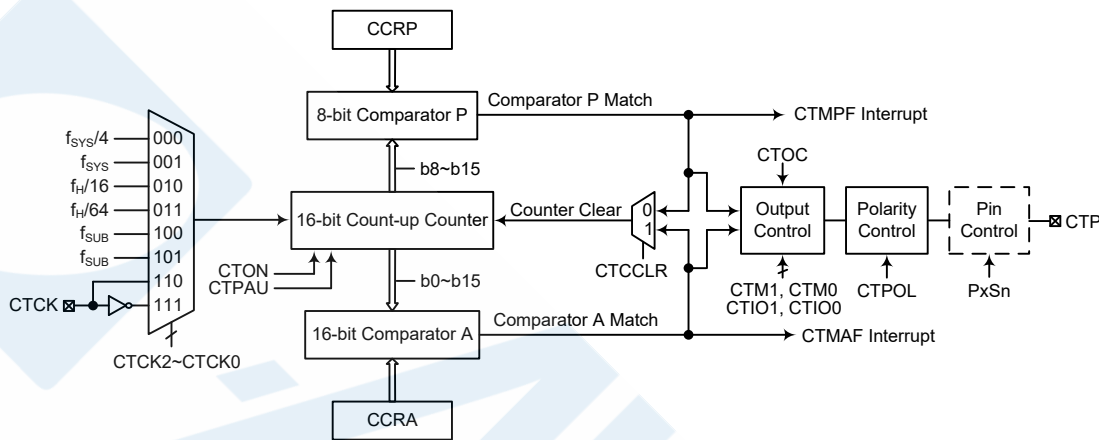 CCRP
8-bit Comparator P
Comparator P Match
CTMPF Interrupt
b8~b15
fSYS/4
000
fSYS
001
fH/16
010
fH/64
011
fSUB
100
fSUB
101
110
111
CTCK
CTCK2~CTCK0
16-bit Count-up Counter
CTON
CTPAU
b0~b15
Counter Clear
0
1
CTCCLR
CTOC
Output
Control
CTM1, CTM0
CTIO1, CTIO0
Polarity
Control
CTPOL
Pin
Control
PxSn
CTP
16-bit Comparator A
Comparator A Match
CTMAF Interrupt
CCRA